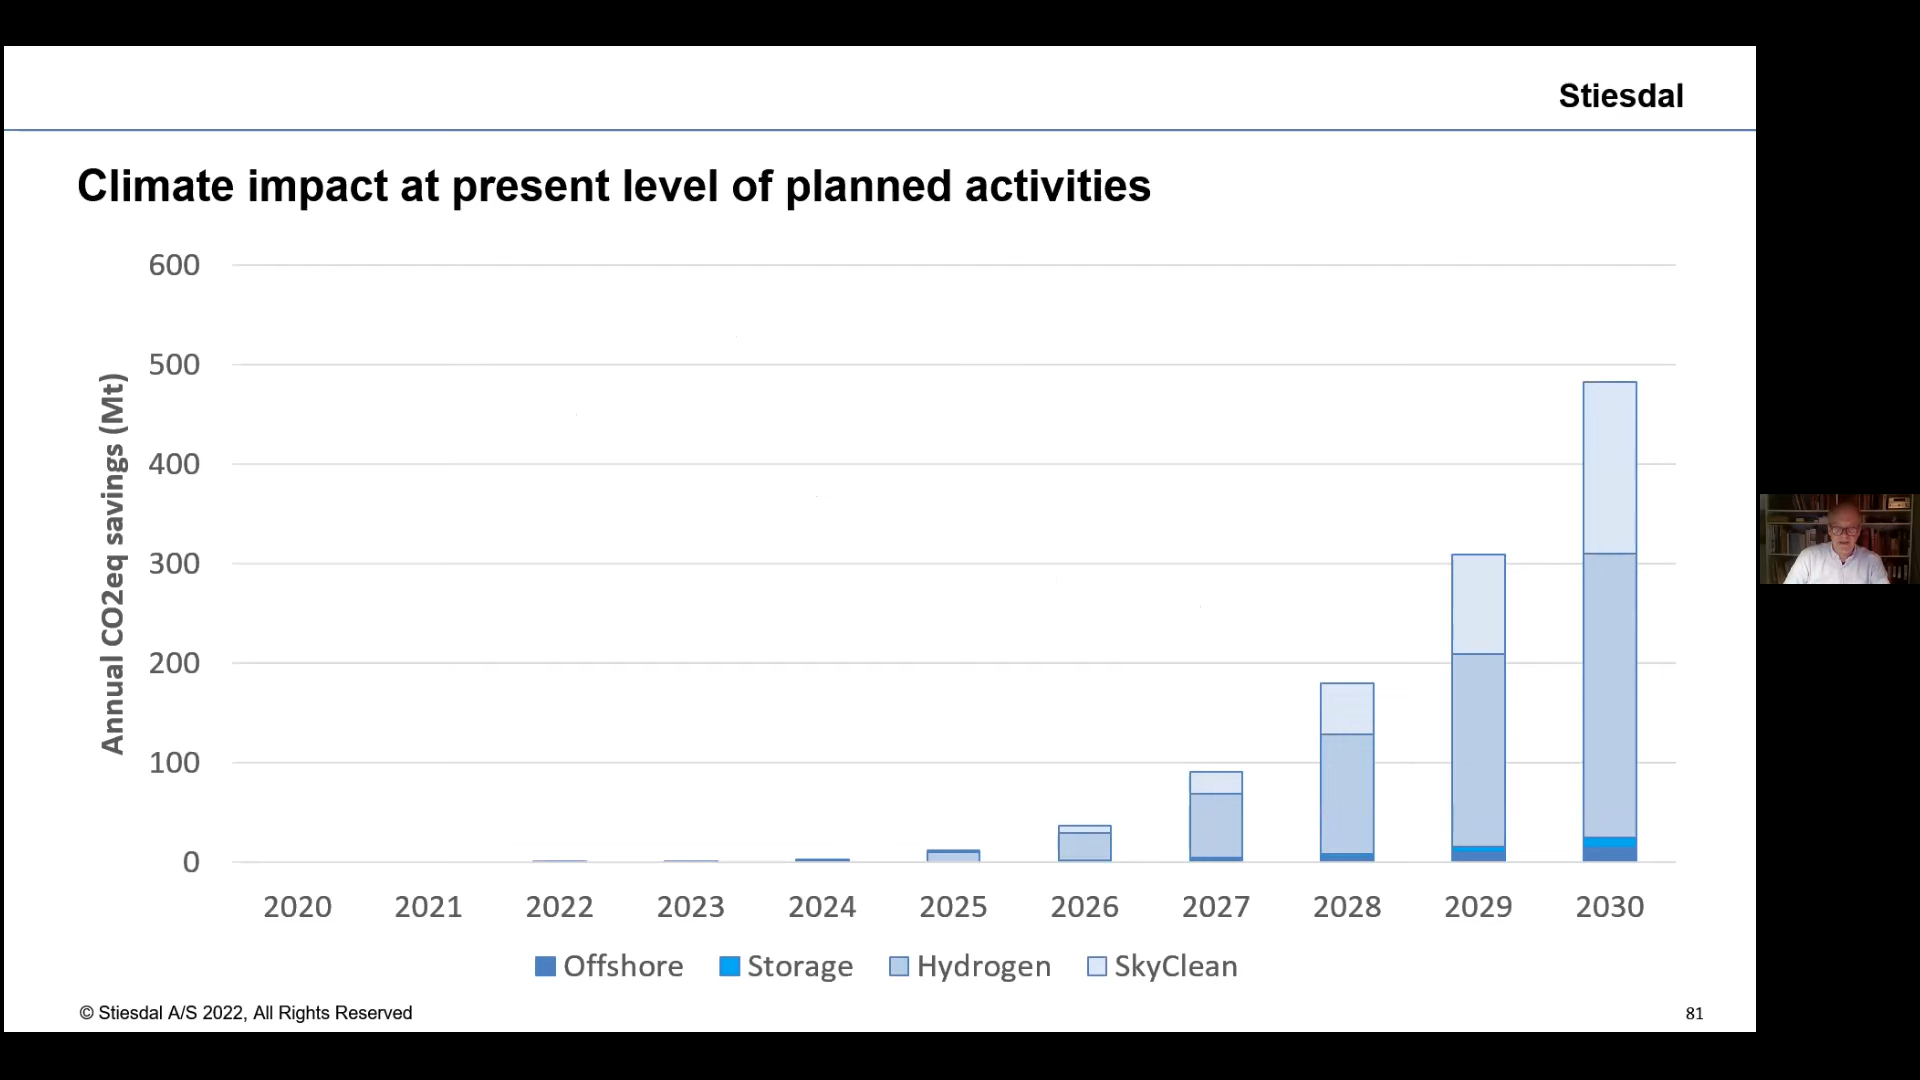 Stiesdal
Climate impact at present level of planned activities
Annual CO2eq savings (Mt)
600
500
400
300
200
100
0
2020 2021 2022 2023 2024 2025 2026 2027 2028 2029 2030
Offshore Storage Hydrogen SkyClean
© Stiesdal A/S 2022, All Rights Reserved
81